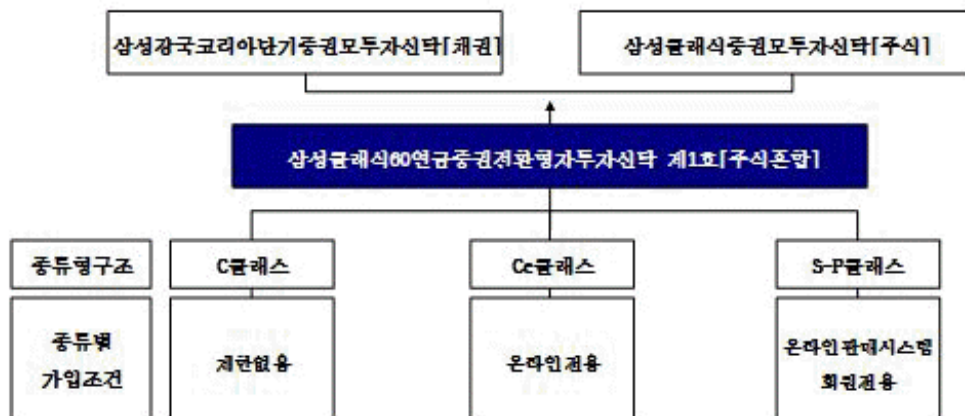 삼성강국코리아단기증권모투자신탁[채권]
삼성클래식증권모투자신탁[주식]
삼성클래식60연금증권전환형자투자신탁 제1호[주식혼합]
종류형구조
C클래스
Ce클래스
S-P클래스
종류별
가입조건
제한없음
온라인전용
온라인판매시스템
회원전용